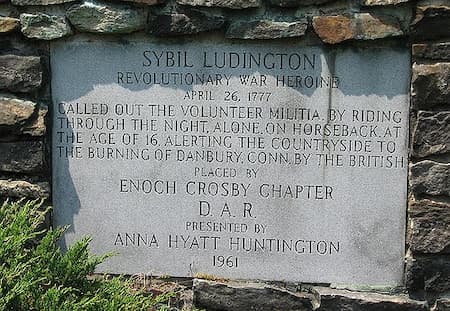 SYBIL LUDINGTON
REVOLUTIONARY WAR HEROINE
APRIL 26, 1777
CALLED OUT THE VOLUNTEER MILITIA BY RIDING
THROUGH THE NIGHT, ALONE, ON HORSEBACK, AT
THE AGE OF 16, ALERTING THE COUNTRYSIDE TO
THE BURNING OF DANBURY, CONN. BY THE BRITISH
PLACED BY
ENOCH CROSBY CHAPTER
D. A. R.
PRESENTED BY
ANNA HYATT HUNTINGTON
1961